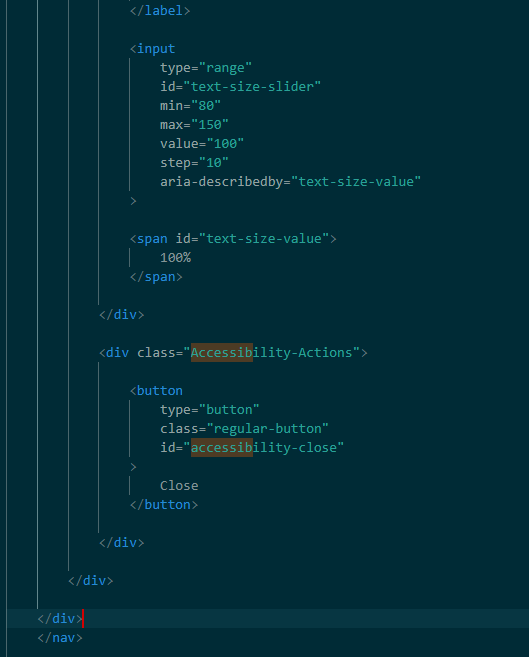 </label>
<input
type="range"
id="text-size-slider"
min="80"
max="150"
value="100"
step="10"
aria-describedby="text-size-value"
>
<span id="text-size-value">
100%
</span>
</div>
<div class="Accessibility-Actions">
<button
type="button"
class="regular-button"
id="accessibility-close"
>
Close
</button>
</div>
</div>
</div>
</nav>